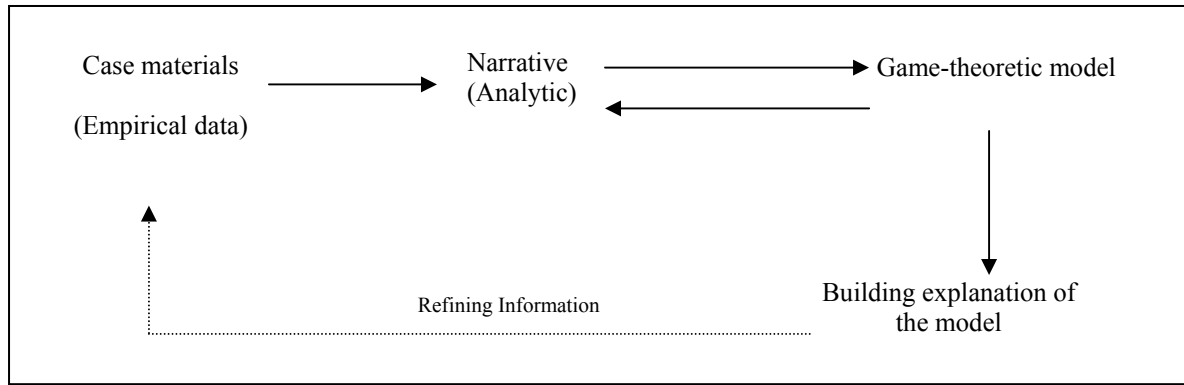 Case materials
(Empirical data)
Narrative
(Analytic)
Game-theoretic model
Building explanation of
the model
Refining Information